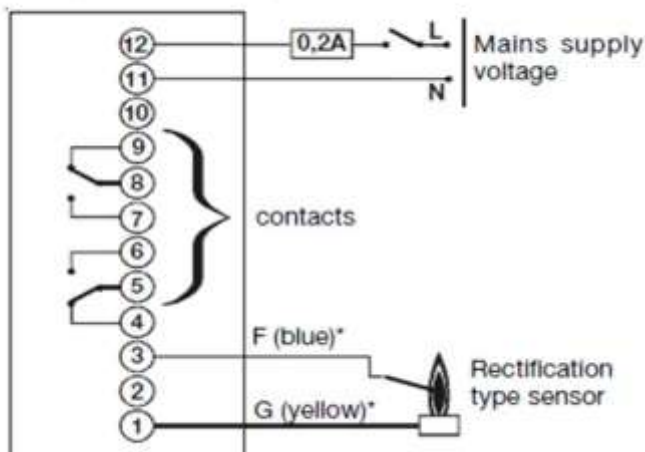 12
0,2A
L
Mains supply
voltage
11
N
10
9
8
7
contacts
6
5
4
F (blue)*
3
Rectification
type sensor
2
G (yellow)*
1